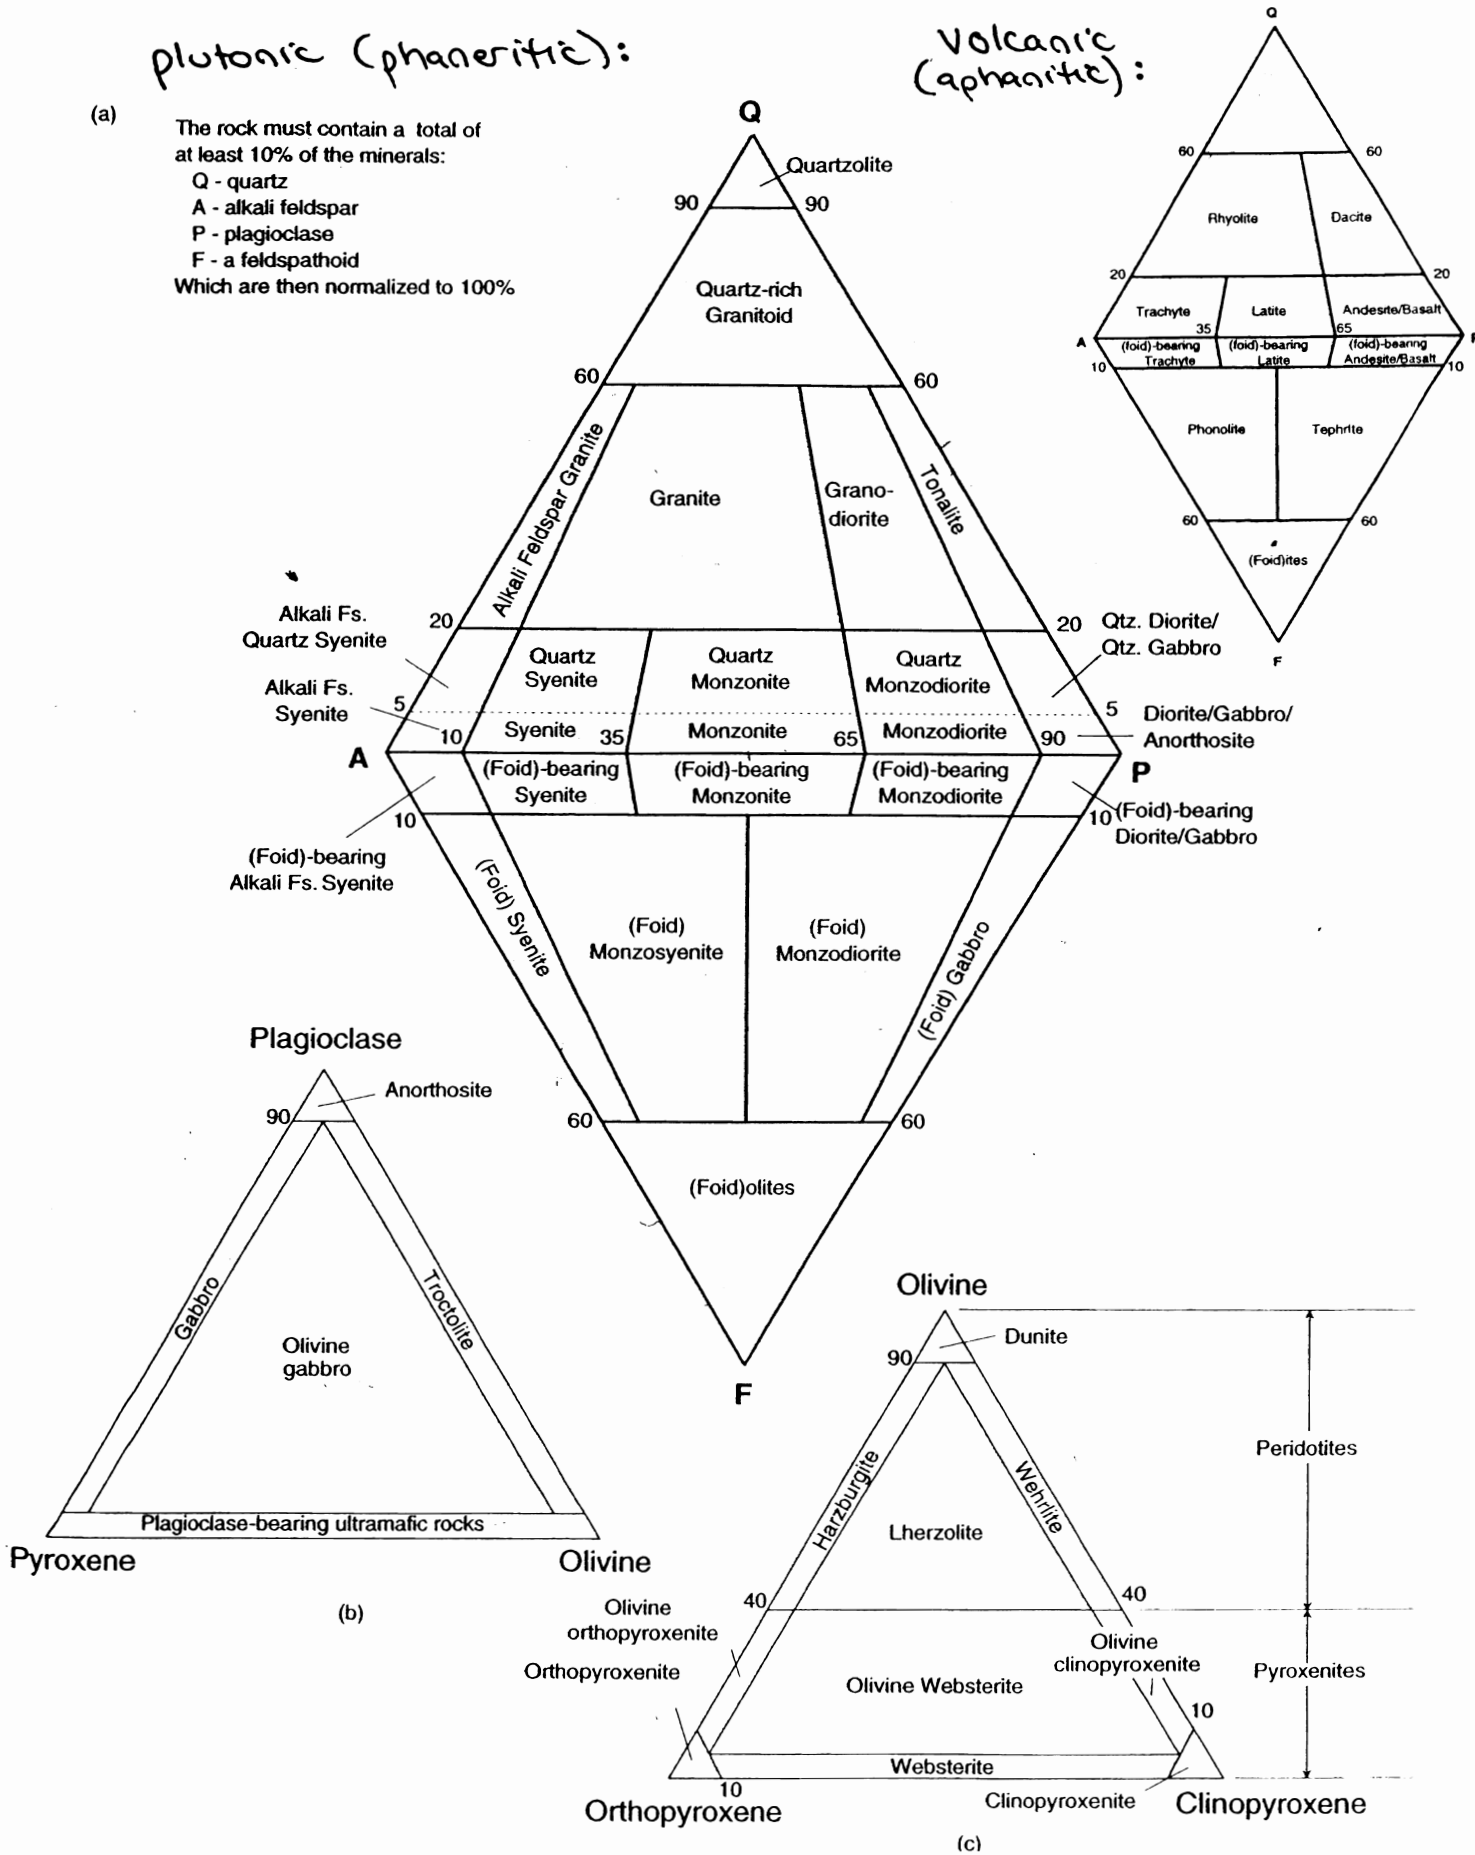 plutonic (phaneritic):
Volcanic
(aphanitic):
(a)
The rock must contain a total of
at least 10% of the minerals:
Q - quartz
A - alkali feldspar
P - plagioclase
F - a feldspathoid
Which are then normalized to 100%
Q
Quartzolite
90
90
Quartz-rich
Granitoid
60
60
Alkali Feldspar Granite
Granite
Grano-
diorite
Tonalite
Alkali Fs.
Quartz Syenite
20
20
Qtz. Diorite/
Qtz. Gabbro
Quartz
Syenite
Quartz
Monzonite
Quartz
Monzodiorite
Alkali Fs.
Syenite
5
5
Diorite/Gabbro/
Anorthosite
10
Syenite
35
Monzonite
65
Monzodiorite
90
A
P
(Foid)-bearing
Syenite
(Foid)-bearing
Monzonite
(Foid)-bearing
Monzodiorite
10
10
(Foid)-bearing
Diorite/Gabbro
(Foid)-bearing
Alkali Fs. Syenite
(Foid) Syenite
(Foid)
Monzosyenite
(Foid)
Monzodiorite
(Foid) Gabbro
60
60
(Foid)olites
F
Q
60
60
Rhyolite
Dacite
20
20
Trachyte
Latite
Andesite/Basalt
35
65
A
P
(foid)-bearing
Trachyte
(foid)-bearing
Latite
(foid)-bearing
Andesite/Basalt
10
10
Phonolite
Tephrite
60
60
(Foid)ites
F
Plagioclase
Anorthosite
90
Gabbro
Troctolite
Olivine
gabbro
Plagioclase-bearing ultramafic rocks
Pyroxene
Olivine
(b)
Olivine
Dunite
90
Peridotites
Harzburgite
Wehrlite
Lherzolite
40
40
Olivine
orthopyroxenite
Olivine
clinopyroxenite
Orthopyroxenite
Olivine Websterite
Pyroxenites
10
Websterite
10
Clinopyroxenite
Orthopyroxene
Clinopyroxene
(c)